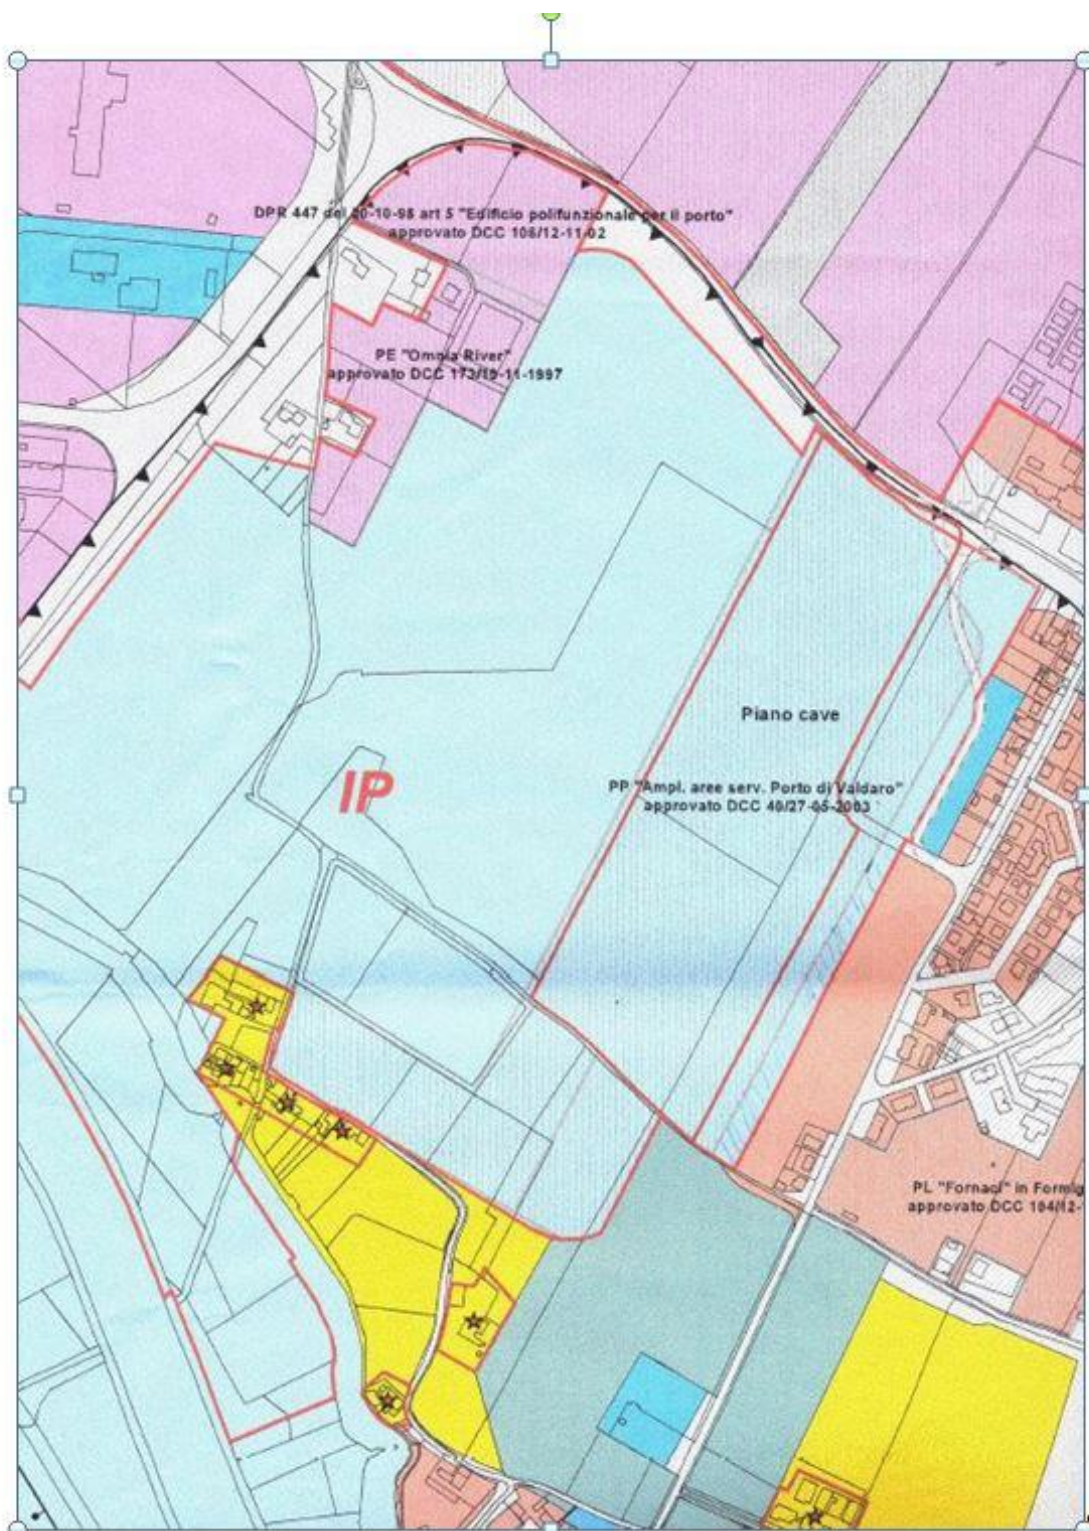 DPR 447 del 20-10-98 art 5 "Edificio polifunzionale per il porto"
approvato DCC 106/12-11-02
PE "Omnia River"
approvato DCC 173/19-11-1997
Piano cave
IP
PP "Ampl. aree serv. Porto di Valdaro"
approvato DCC 40/27-05-2003
PL "Fornaci" in Formig
approvato DCC 184/12-